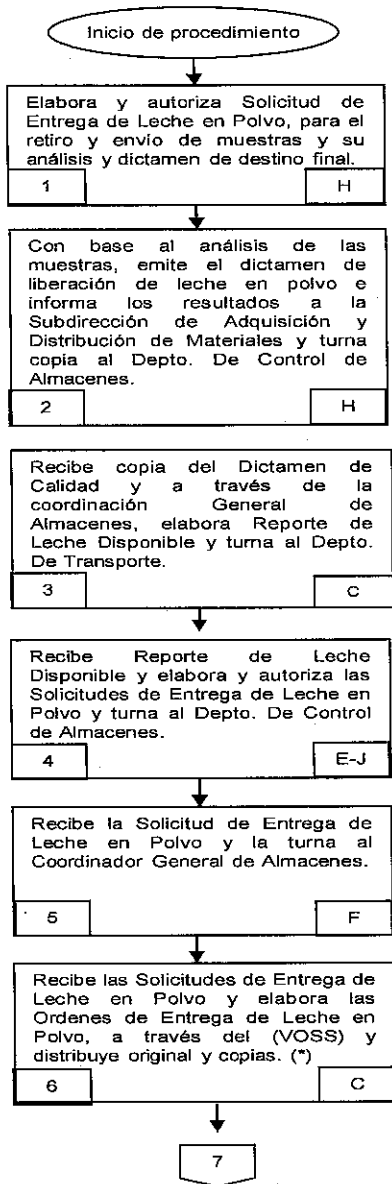 Inicio de procedimiento
Elabora y autoriza Solicitud de
Entrega de Leche en Polvo, para el
retiro y envío de muestras y su
análisis y dictamen de destino final.
1 H
Con base al análisis de las
muestras, emite el dictamen de
liberación de leche en polvo e
informa los resultados a la
Subdirección de Adquisición y
Distribución de Materiales y turna
copia al Depto. De Control de
Almacenes.
2 H
Recibe copia del Dictamen de
Calidad y a través de la
coordinación General de
Almacenes, elabora Reporte de
Leche Disponible y turna al Depto.
De Transporte.
3 C
Recibe Reporte de Leche
Disponible y elabora y autoriza las
Solicitudes de Entrega de Leche en
Polvo y turna al Depto. De Control
de Almacenes.
4 E-J
Recibe la Solicitud de Entrega de
Leche en Polvo y la turna al
Coordinador General de Almacenes.
5 F
Recibe las Solicitudes de Entrega de
Leche en Polvo y elabora las
Ordenes de Entrega de Leche en
Polvo, a través del (VOSS) y
distribuye original y copias. (*)
6 C
7